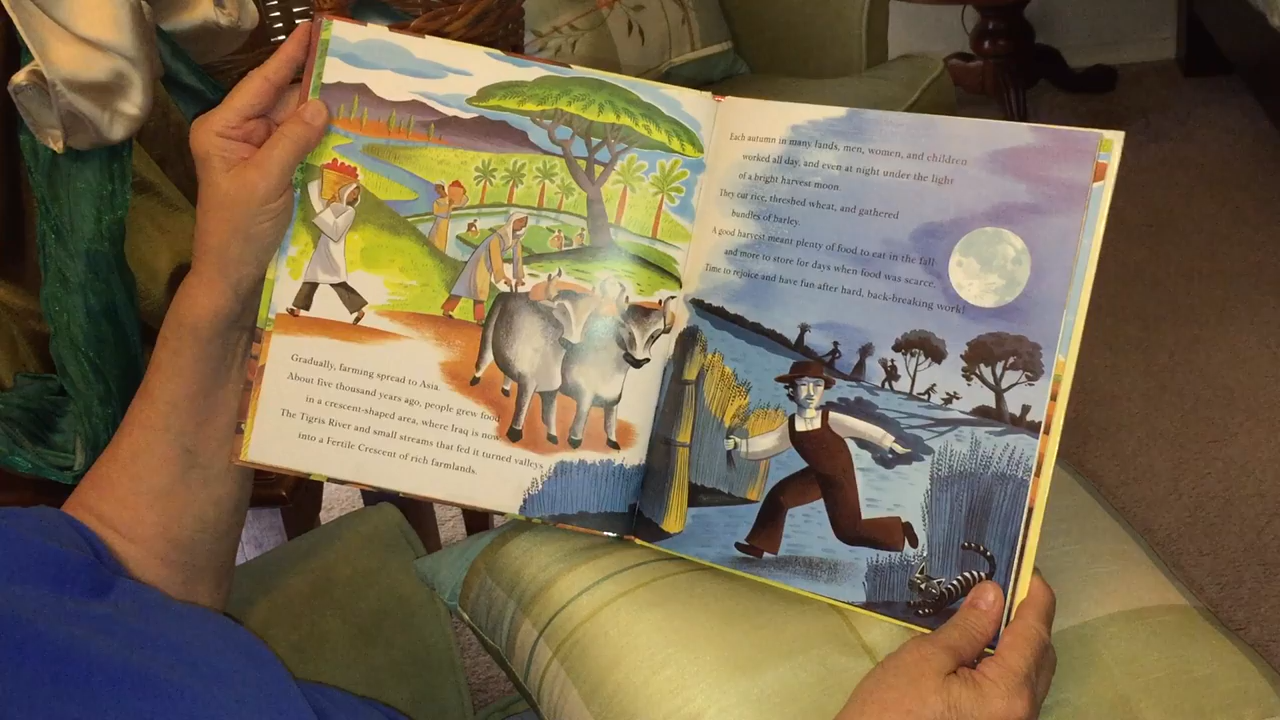 Gradually, farming spread to Asia.
About five thousand years ago, people grew food
in a crescent-shaped area, where Iraq is now.
The Tigris River and small streams that fed it turned valleys
into a Fertile Crescent of rich farmlands.
Each autumn in many lands, men, women, and children
worked all day, and even at night under the light
of a bright harvest moon.
They cut rice, threshed wheat, and gathered
bundles of barley.
A good harvest meant plenty of food to eat in the fall
and more to store for days when food was scarce.
Time to rejoice and have fun after hard, back-breaking work!